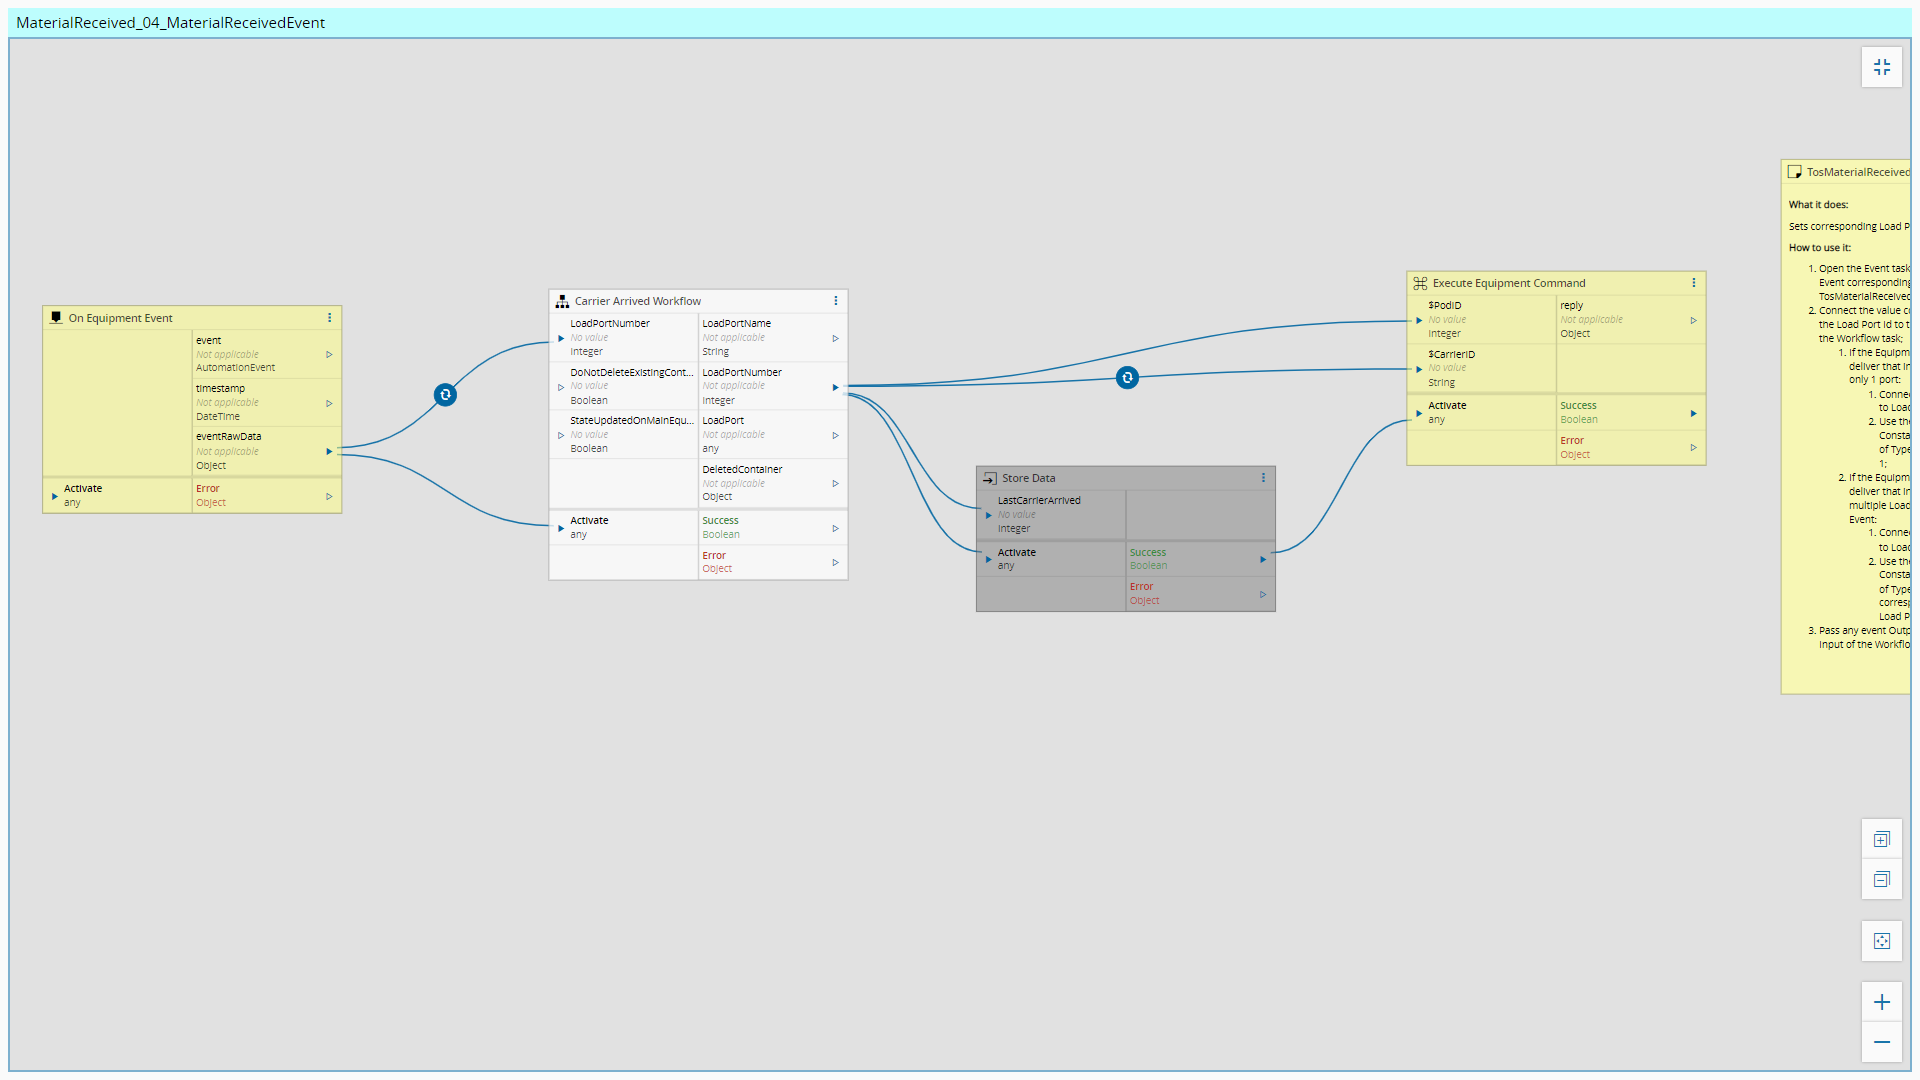 MaterialReceived_04_MaterialReceivedEvent
On Equipment Event
event
Not applicable
AutomationEvent
timestamp
Not applicable
DateTime
eventRawData
Not applicable
Object
Activate
any
Error
Object
Carrier Arrived Workflow
LoadPortNumber
No value
Integer
LoadPortName
Not applicable
String
DoNotDeleteExistingCont...
No value
Boolean
LoadPortNumber
Not applicable
Integer
StateUpdatedOnMainEqu...
No value
Boolean
LoadPort
Not applicable
any
DeletedContainer
Not applicable
Object
Activate
any
Success
Boolean
Error
Object
Store Data
LastCarrierArrived
No value
Integer
Activate
any
Success
Boolean
Error
Object
Execute Equipment Command
$PodID
No value
Integer
reply
Not applicable
Object
$CarrierID
No value
String
Activate
any
Success
Boolean
Error
Object
TosMaterialReceived
What it does:
Sets corresponding Load P
How to use it:
1. Open the Event task
Event corresponding
TosMaterialReceived
2. Connect the value co
the Load Port Id to t
the Workflow task;
1. If the Equipm
deliver that in
only 1 port:
1. Connec
to Load
2. Use the
Consta
of Type
1;
2. If the Equipm
deliver that in
multiple Load
Event:
1. Connec
to Load
2. Use the
Consta
of Type
corresp
Load P
3. Pass any event Outp
Input of the Workflo